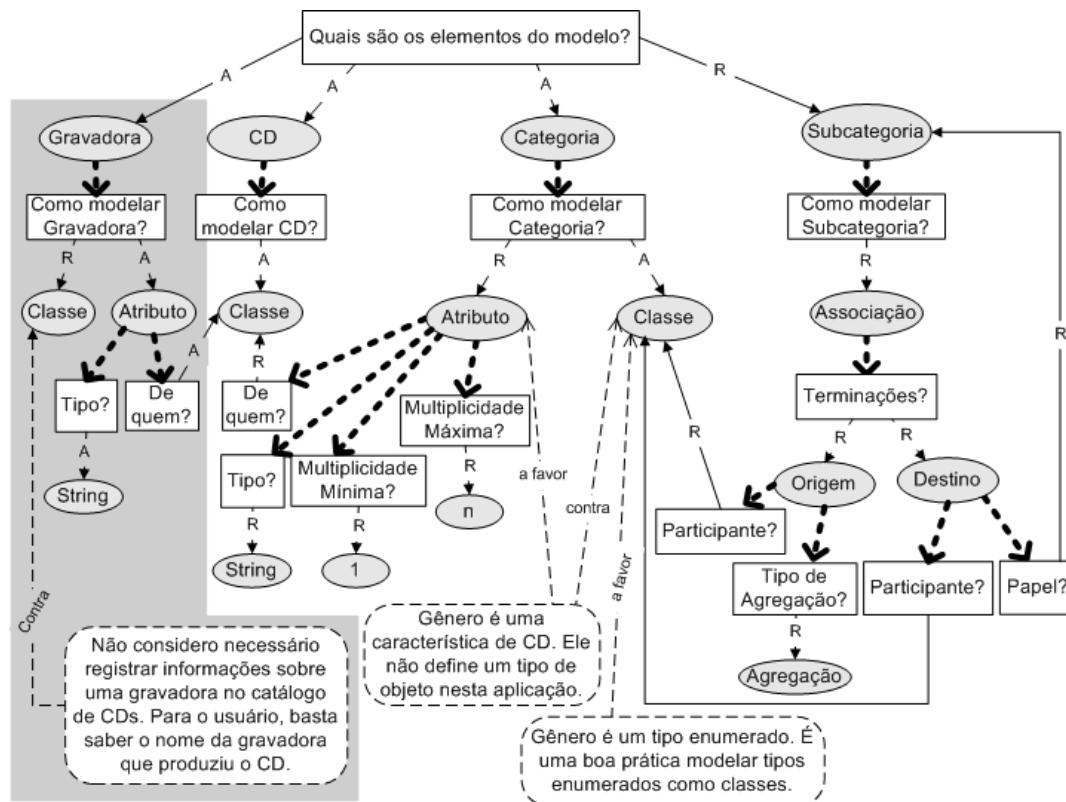 Quais são os elementos do modelo?
A
A
A
R
Gravadora
CD
Categoria
Subcategoria
Como modelar
Gravadora?
Como
modelar CD?
Como modelar
Categoria?
Como modelar
Subcategoria?
R
A
A
R
A
R
Classe
Atributo
Classe
Atributo
Classe
Associação
A
R
R
Tipo?
De
quem?
De
quem?
Multiplicidade
Máxima?
Terminações?
R
R
R
A
Tipo?
Multiplicidade
Mínima?
R
a favor
contra
Origem
Destino
String
n
Participante?
R
R
a favor
String
1
Tipo de
Agregação?
Participante?
Papel?
R
Contra
Agregação
Gênero é uma
característica de CD. Ele
não define um tipo de
objeto nesta aplicação.
Não considero necessário
registrar informações sobre
uma gravadora no catálogo
de CDs. Para o usuário, basta
saber o nome da gravadora
que produziu o CD.
Gênero é um tipo enumerado. É
uma boa prática modelar tipos
enumerados como classes.